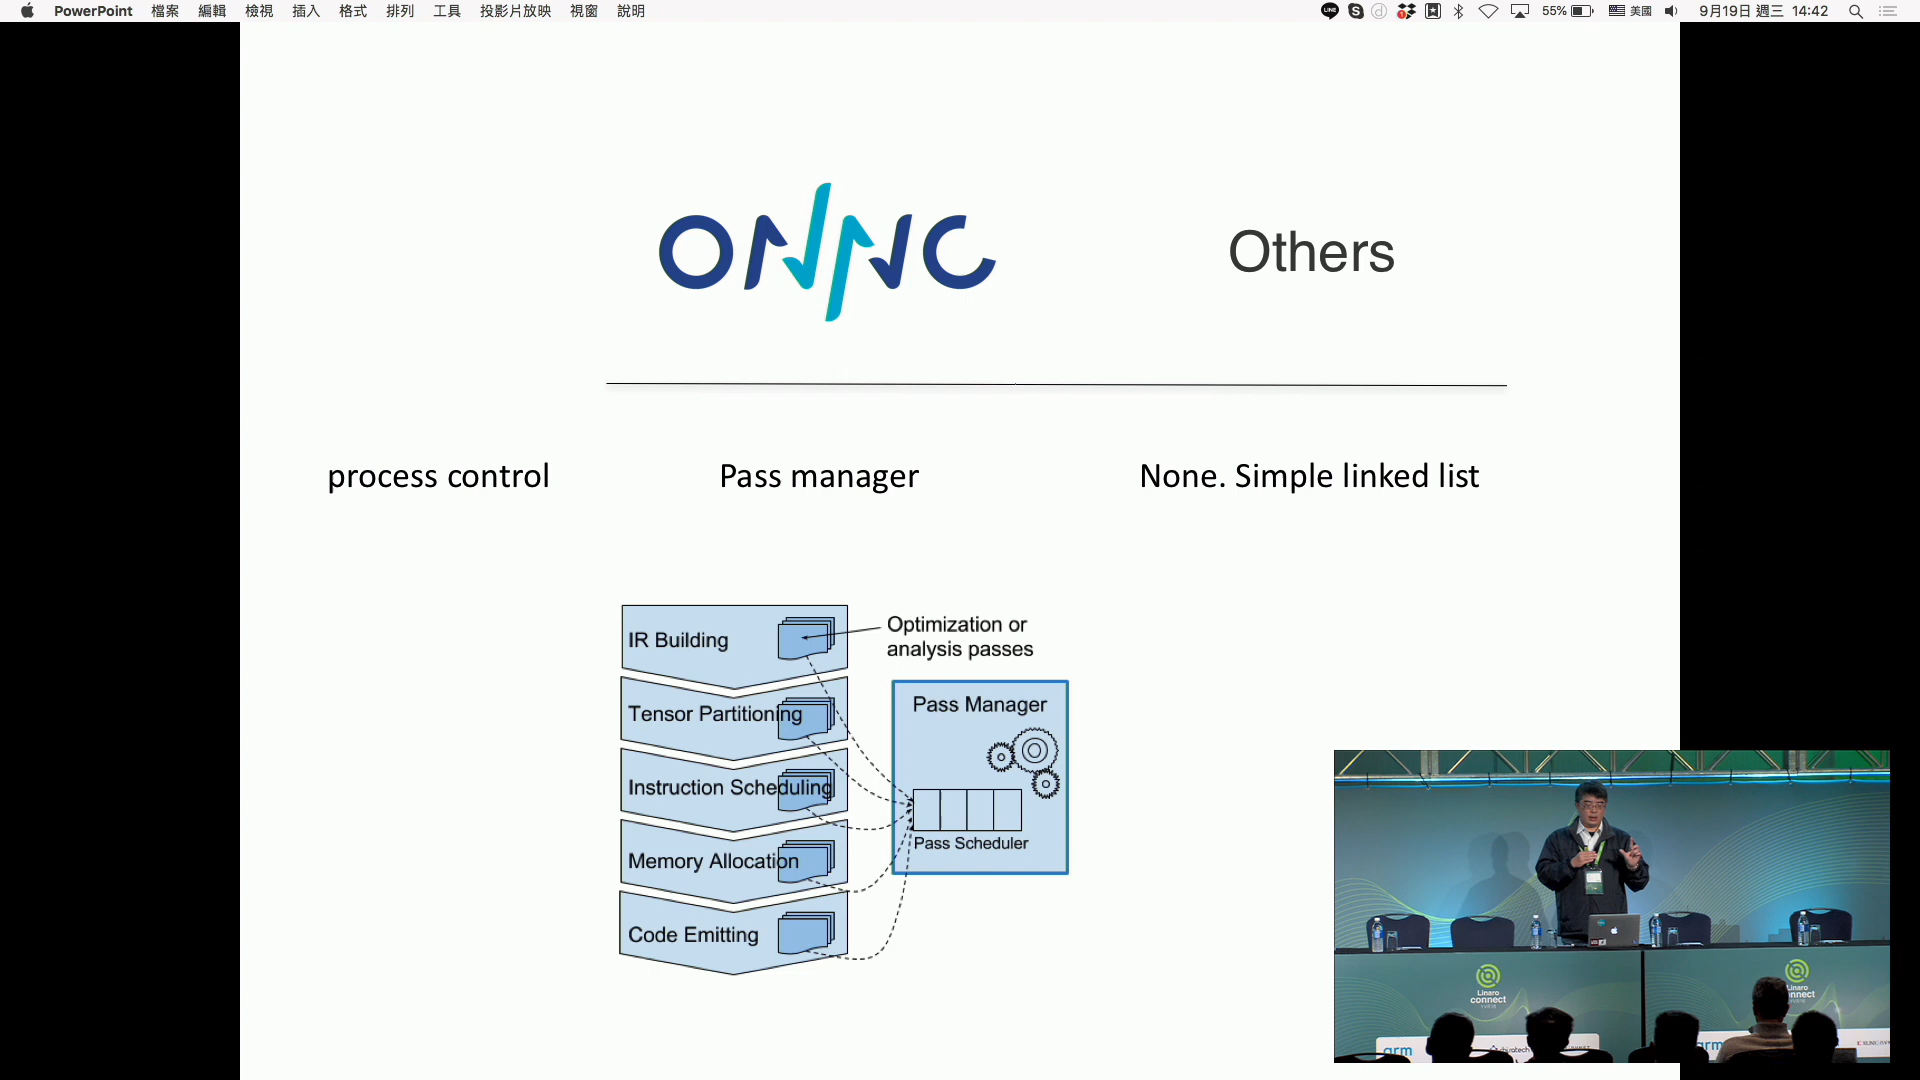 PowerPoint 檔案 編輯 檢視 插入 格式 排列 工具 投影片放映 視窗 說明
LINE 55% 美國 9月19日 週三 14:42
ONNC
Others
process control
Pass manager
None. Simple linked list
IR Building
Optimization or
analysis passes
Tensor Partitioning
Instruction Scheduling
Memory Allocation
Code Emitting
Pass Manager
Pass Scheduler
Linaro
connect
Linaro
connect
arm
arm